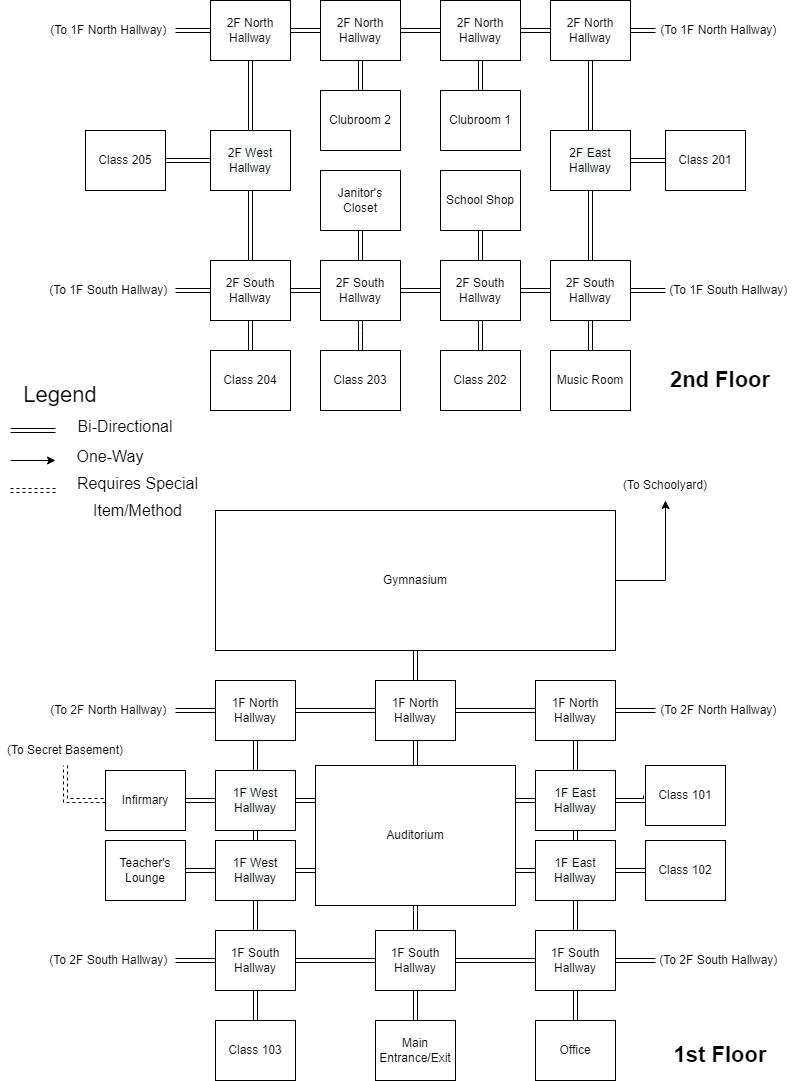 (To 1F North Hallway)
2F North
Hallway
2F North
Hallway
2F North
Hallway
2F North
Hallway
(To 1F North Hallway)
Clubroom 2
Clubroom 1
Class 205
2F West
Hallway
2F East
Hallway
Class 201
Janitor's
Closet
School Shop
(To 1F South Hallway)
2F South
Hallway
2F South
Hallway
2F South
Hallway
2F South
Hallway
(To 1F South Hallway)
Class 204
Class 203
Class 202
Music Room
2nd Floor
Legend
Bi-Directional
One-Way
Requires Special
Item/Method
(To Schoolyard)
Gymnasium
(To 2F North Hallway)
1F North
Hallway
1F North
Hallway
1F North
Hallway
(To 2F North Hallway)
(To Secret Basement)
Infirmary
1F West
Hallway
Auditorium
1F East
Hallway
Class 101
Teacher's
Lounge
1F West
Hallway
1F East
Hallway
Class 102
(To 2F South Hallway)
1F South
Hallway
1F South
Hallway
1F South
Hallway
(To 2F South Hallway)
Class 103
Main
Entrance/Exit
Office
1st Floor